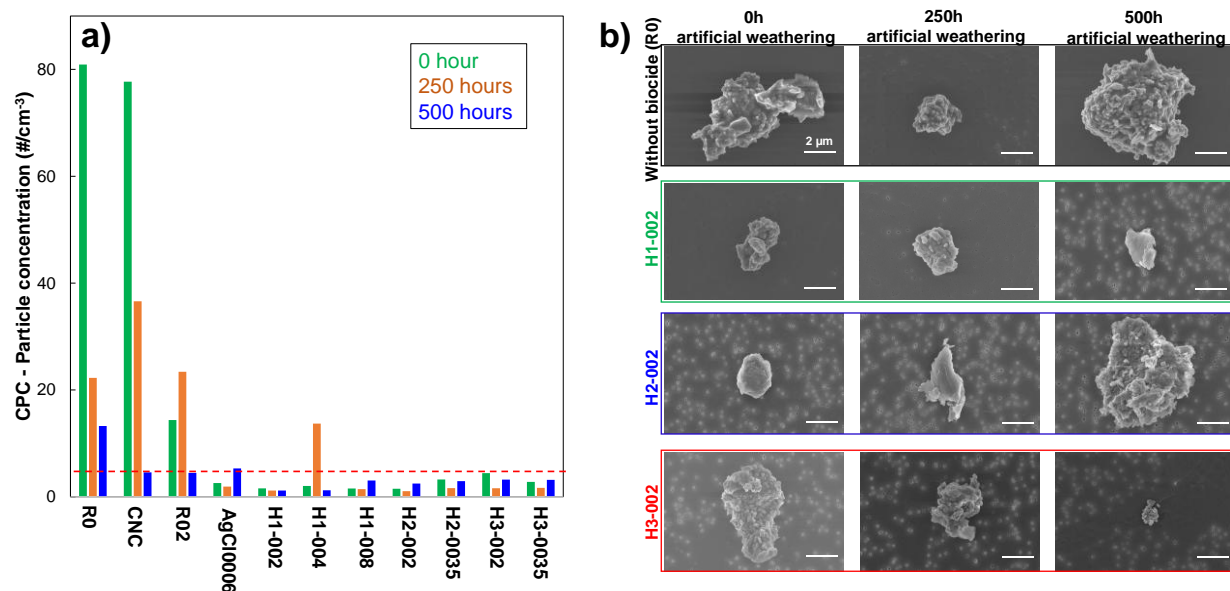 a)
CPC - Particle concentration (#/cm-3)
80
60
40
20
0
0 hour
250 hours
500 hours
R0
CNC
R02
AgCl0006
H1-002
H1-004
H1-008
H2-002
H2-0035
H3-002
H3-0035
b)
0h
artificial weathering
250h
artificial weathering
500h
artificial weathering
Without biocide (R0)
2 µm
H1-002
H2-002
H3-002